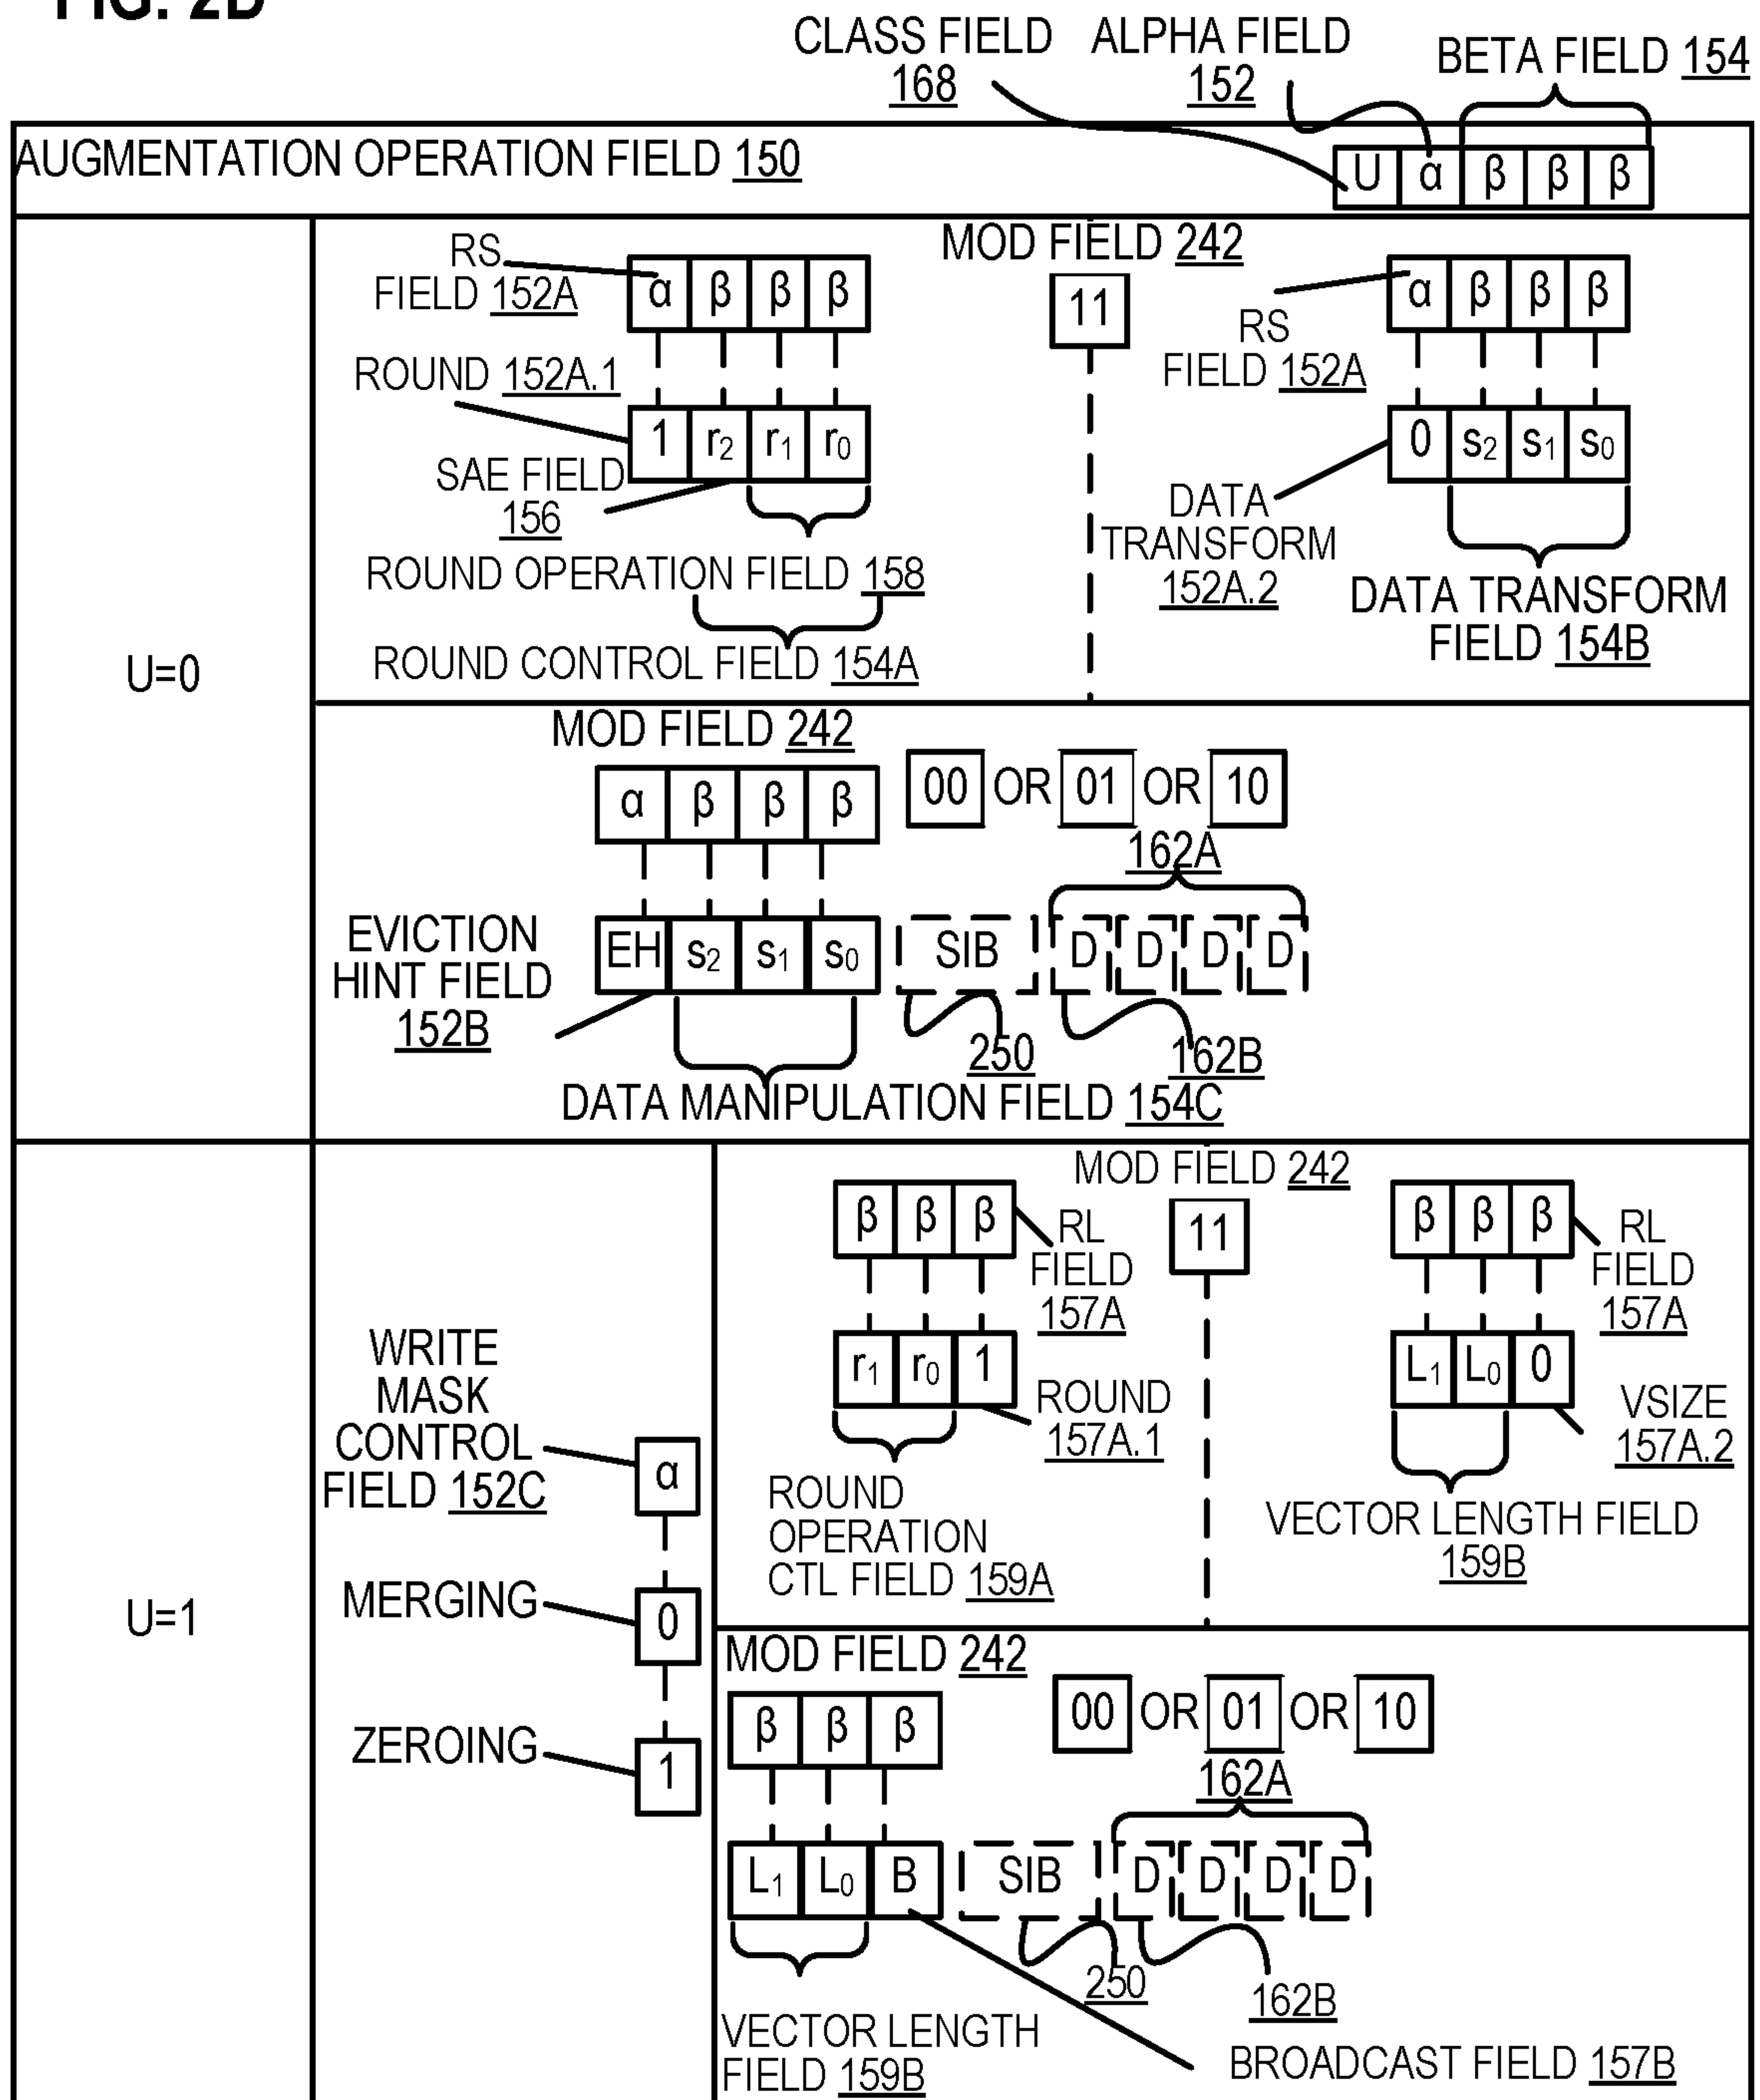 FIG. 2D
CLASS FIELD
168
ALPHA FIELD
152
BETA FIELD 154
AUGMENTATION OPERATION FIELD 150
U α β β β
U=0
RS
FIELD 152A
α β β β
ROUND 152A.1
1 r2 r1 r0
SAE FIELD
156
ROUND OPERATION FIELD 158
ROUND CONTROL FIELD 154A
MOD FIELD 242
11
α β β β
RS
FIELD 152A
0 s2 s1 s0
DATA
TRANSFORM
152A.2
DATA TRANSFORM
FIELD 154B
MOD FIELD 242
α β β β
00 OR 01 OR 10
162A
EVICTION
HINT FIELD
152B
EH s2 s1 s0
SIB D D D D
250
162B
DATA MANIPULATION FIELD 154C
U=1
WRITE
MASK
CONTROL
FIELD 152C
α
MERGING
0
ZEROING
1
MOD FIELD 242
β β β
RL
FIELD
157A
r1 r0 1
ROUND
157A.1
ROUND
OPERATION
CTL FIELD 159A
11
β β β
RL
FIELD
157A
L1 L0 0
VSIZE
157A.2
VECTOR LENGTH FIELD
159B
MOD FIELD 242
β β β
00 OR 01 OR 10
162A
L1 L0 B
SIB D D D D
250
162B
VECTOR LENGTH
FIELD 159B
BROADCAST FIELD 157B